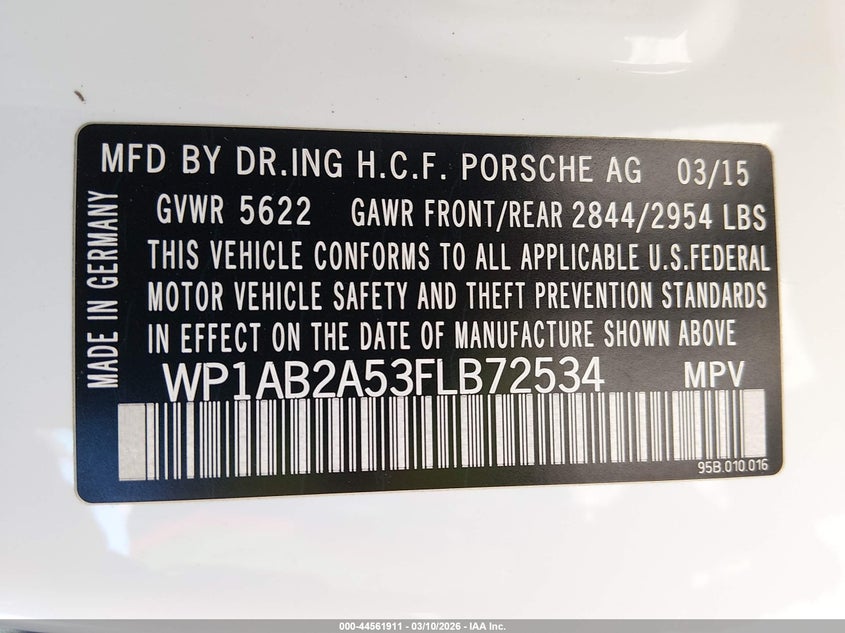 MFD BY DR.ING H.C.F. PORSCHE AG 03/15
GVWR 5622 GAWR FRONT/REAR 2844/2954 LBS
THIS VEHICLE CONFORMS TO ALL APPLICABLE U.S.FEDERAL
MOTOR VEHICLE SAFETY AND THEFT PREVENTION STANDARDS
IN EFFECT ON THE DATE OF MANUFACTURE SHOWN ABOVE
WP1AB2A53FLB72534 MPV
95B.010.016
MADE IN GERMANY
000-44561911 - 03/10/2026 - IAA Inc.